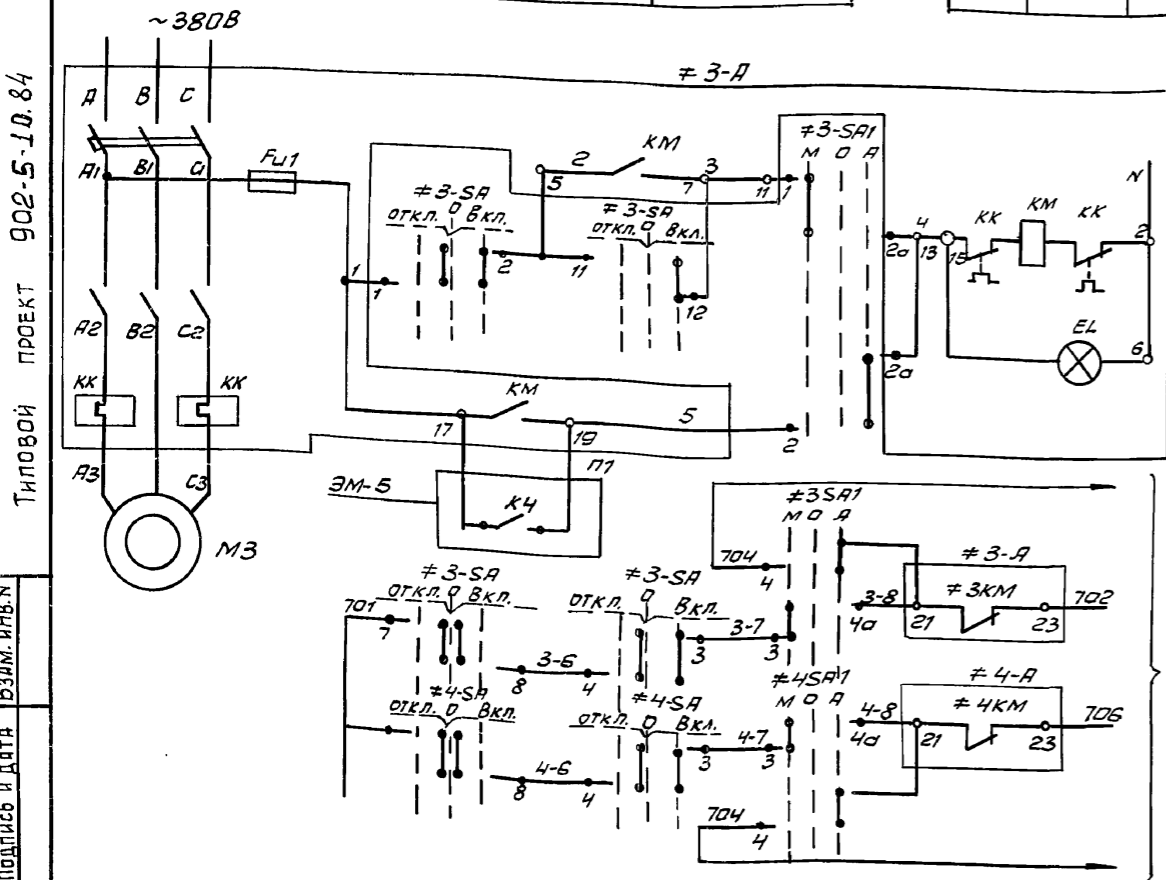 ~380В
≠3-А
А В С
А1 В1 С1
Fu1
КМ
2
5
7
3
11
1
≠3-SA1
М О А
≠3-SA
откл. 0 Вкл.
≠3-SA
откл. 0 Вкл.
1
1
2
11
12
2а
4
13
15
КК
КМ
КК
N
2
EL
6
2а
А2 В2 С2
КК
КК
КМ
17
19
5
2
П1
А3
С3
М3
ЭМ-5
К4
704
4
≠3SA1
М О А
≠3-А
≠3КМ
3-8
4а
21
23
702
≠3-SA
откл. 0 Вкл.
≠3-SA
откл. 0 Вкл.
701
7
8
3-6
4
3
3-7
3
≠4-SA
откл. 0 Вкл.
≠4-SA
откл. 0 Вкл.
≠4SA1
М О А
≠4-А
≠4КМ
4-8
4а
21
23
706
8
4-6
4
3
4-7
3
704
4
Типовой проект 902-5-10.84
Взам. инв.N
Подпись и дата